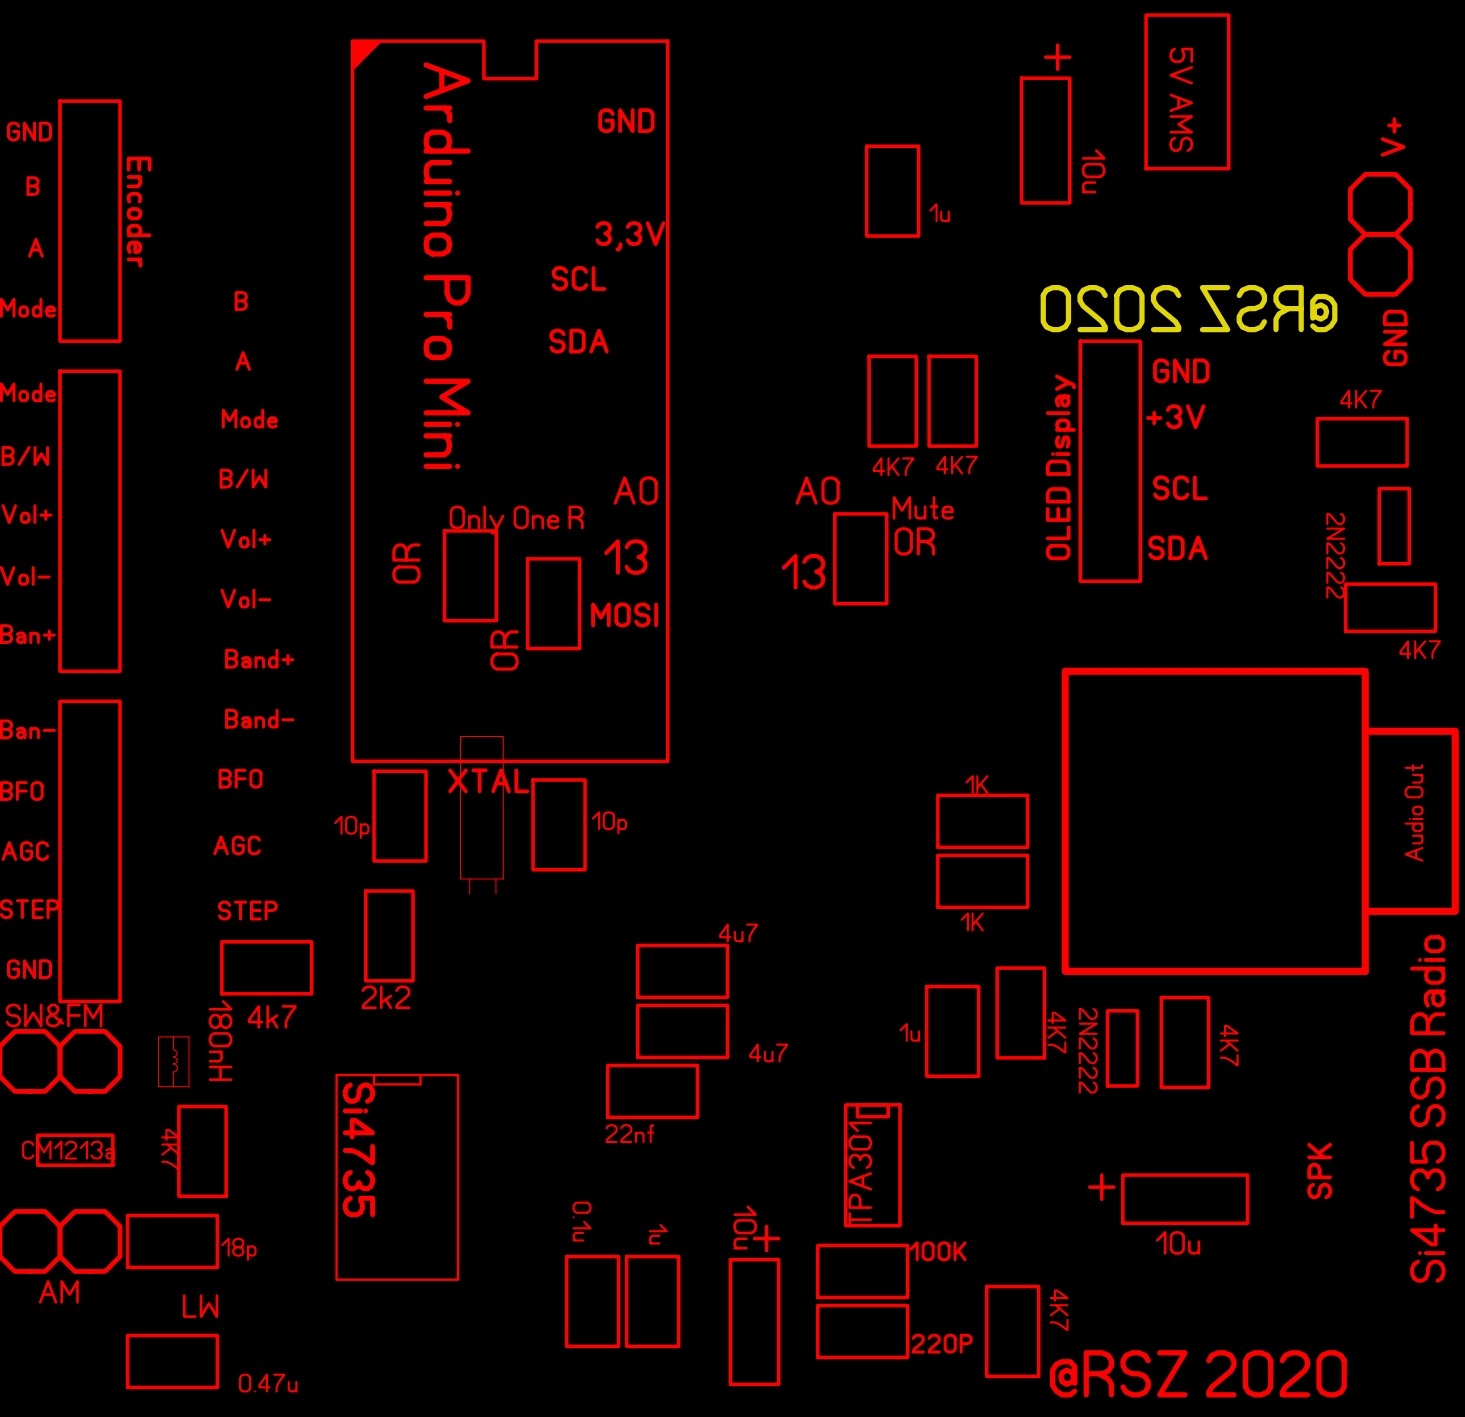 GND
B
A
Mode
Encoder
Mode
B/W
Vol+
Vol-
Ban+
Ban-
BFO
AGC
STEP
GND
B
A
Mode
B/W
Vol+
Vol-
Band+
Band-
BFO
AGC
STEP
4k7
SW&FM
180nH
CM1213a
4K7
AM
18p
LW
0.47u
Arduino Pro Mini
GND
3,3V
SCL
SDA
A0
Only One R
0R
13
0R
MOSI
XTAL
10p
10p
2k2
Si4735
4u7
4u7
22nf
0.1u
1u
10u
+
5V AMS
+
10u
1u
V+
GND
@RSZ 2020
4K7
4K7
A0
Mute
0R
13
OLED Display
GND
+3V
SCL
SDA
4K7
2N2222
4K7
1K
1K
Audio Out
1u
4K7
2N2222
4K7
TPA301
100K
220P
4K7
+
10u
SPK
Si4735 SSB Radio
@RSZ 2020